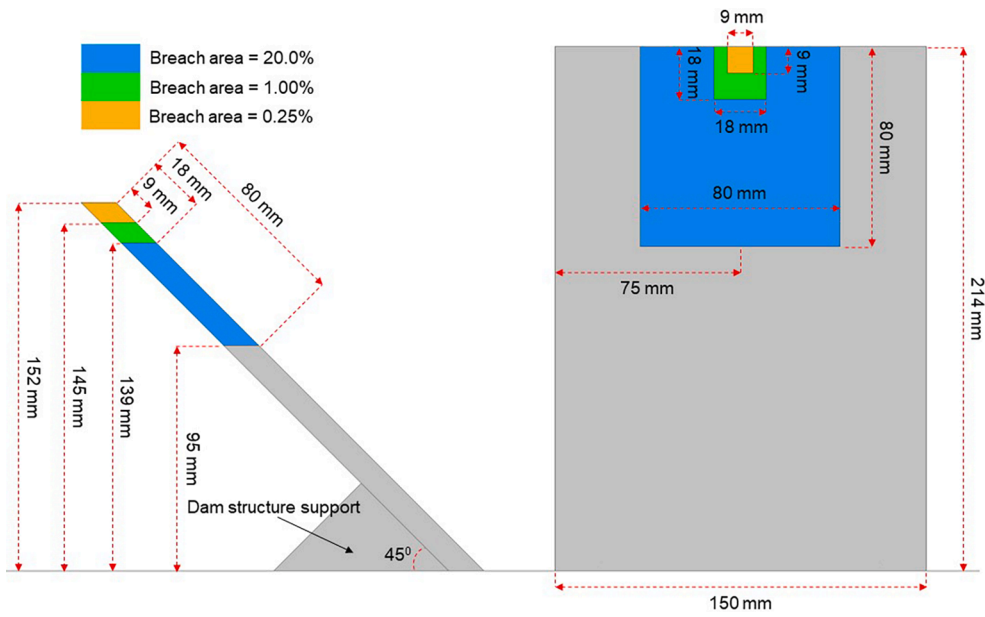 Breach area = 20.0%
Breach area = 1.00%
Breach area = 0.25%
9 mm
18 mm
80 mm
152 mm
145 mm
139 mm
95 mm
Dam structure support
45⁰
9 mm
18 mm
9 mm
18 mm
80 mm
80 mm
75 mm
214 mm
150 mm